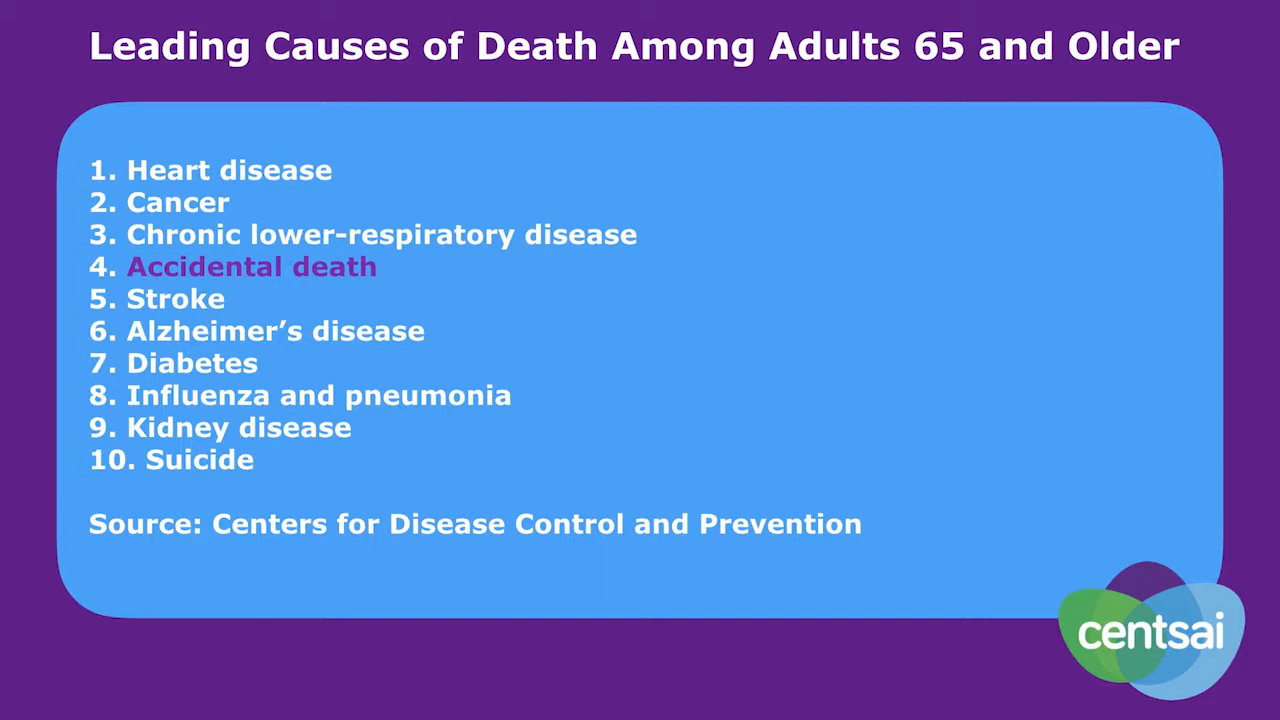 Leading Causes of Death Among Adults 65 and Older
1. Heart disease
2. Cancer
3. Chronic lower-respiratory disease
4. Accidental death
5. Stroke
6. Alzheimer’s disease
7. Diabetes
8. Influenza and pneumonia
9. Kidney disease
10. Suicide
Source: Centers for Disease Control and Prevention
centsai